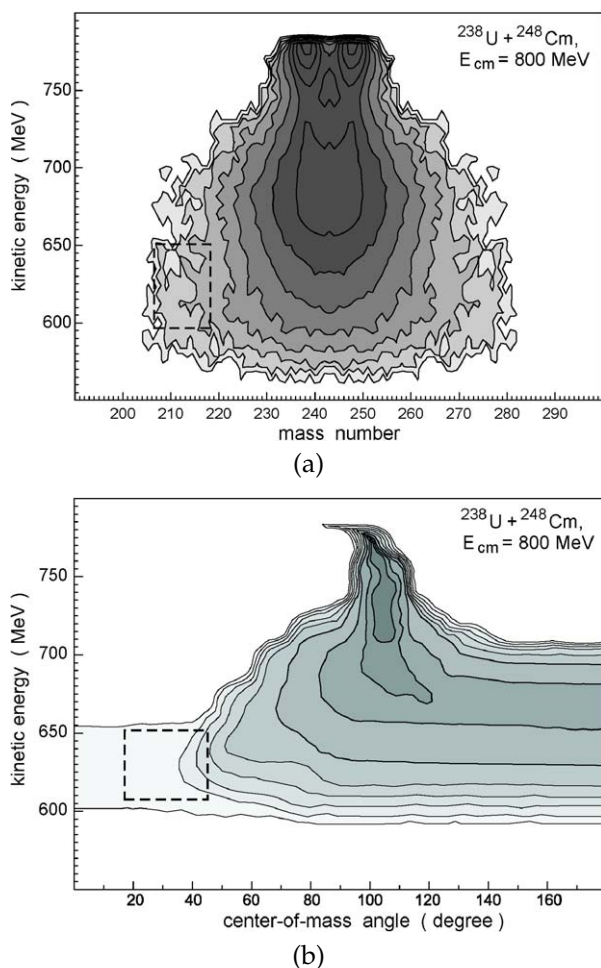 ²³⁸U + ²⁴⁸Cm,
E cm = 800 MeV
kinetic energy ( MeV )
750
700
650
600
200 210 220 230 240 250 260 270 280 290
mass number
(a)
²³⁸U + ²⁴⁸Cm,
E cm = 800 MeV
kinetic energy ( MeV )
750
700
650
600
20 40 60 80 100 120 140 160
center-of-mass angle ( degree )
(b)